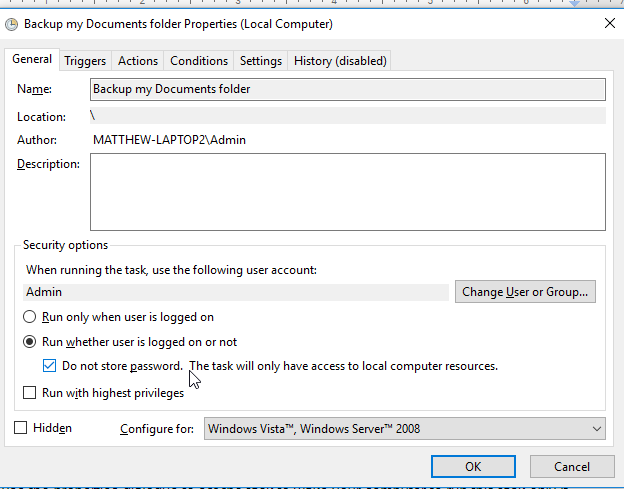 Backup my Documents folder Properties (Local Computer)
General Triggers Actions Conditions Settings History (disabled)
Name: Backup my Documents folder
Location: \
Author: MATTHEW-LAPTOP2\Admin
Description:
Security options
When running the task, use the following user account:
Admin Change User or Group...
Run only when user is logged on
Run whether user is logged on or not
Do not store password. The task will only have access to local computer resources.
Run with highest privileges
Hidden Configure for: Windows Vista™, Windows Server™ 2008
OK Cancel